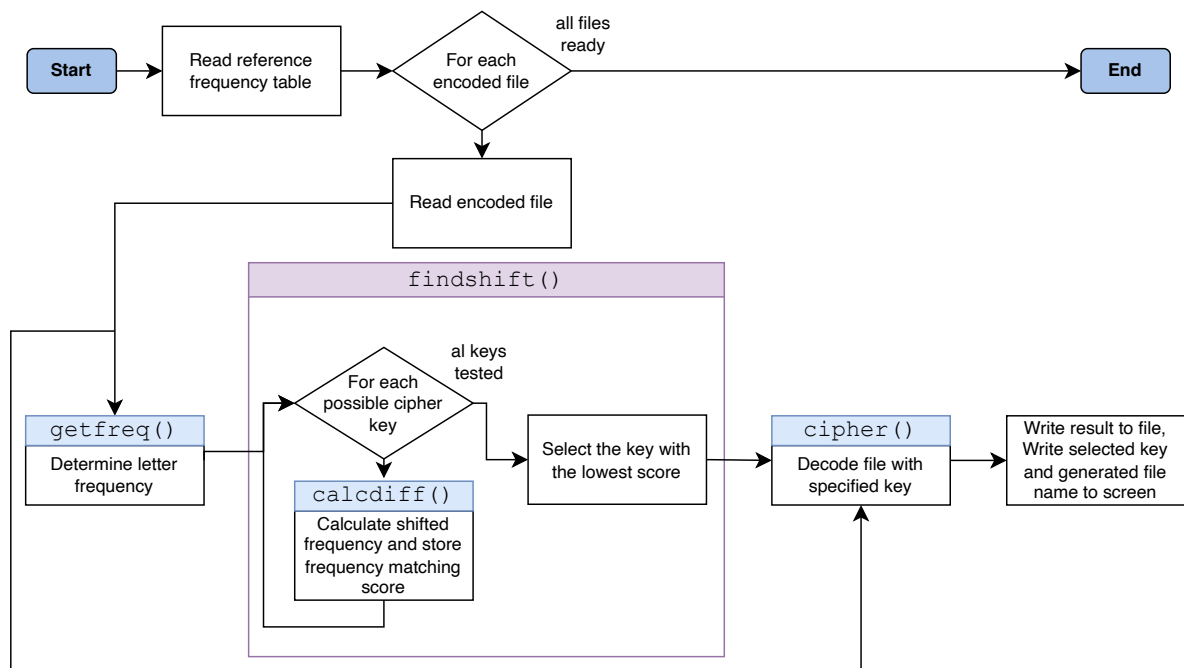 all files
ready
Start
Read reference
frequency table
For each
encoded file
End
Read encoded file
findshift()
al keys
tested
For each
possible cipher
key
getfreq()
Determine letter
frequency
calcdiff()
Calculate shifted
frequency and store
frequency matching
score
Select the key with
the lowest score
cipher()
Decode file with
specified key
Write result to file,
Write selected key
and generated file
name to screen